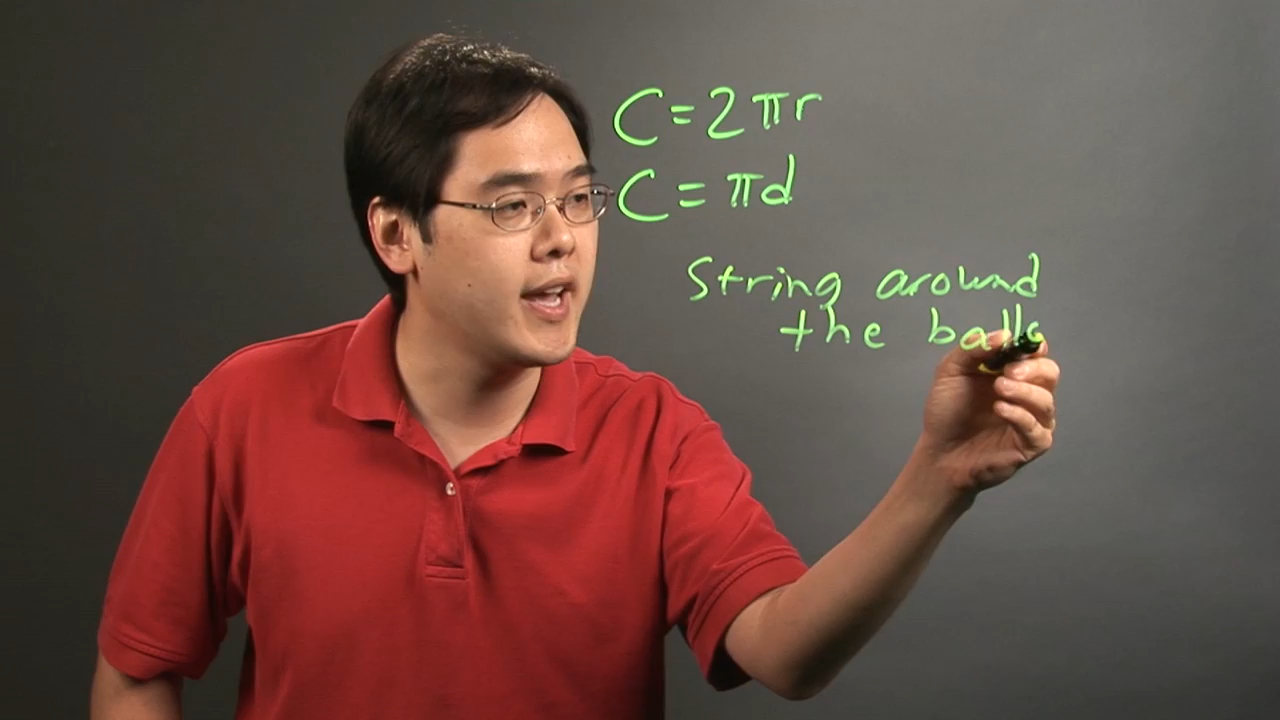 C = 2πr
C = πd
String around
the balls